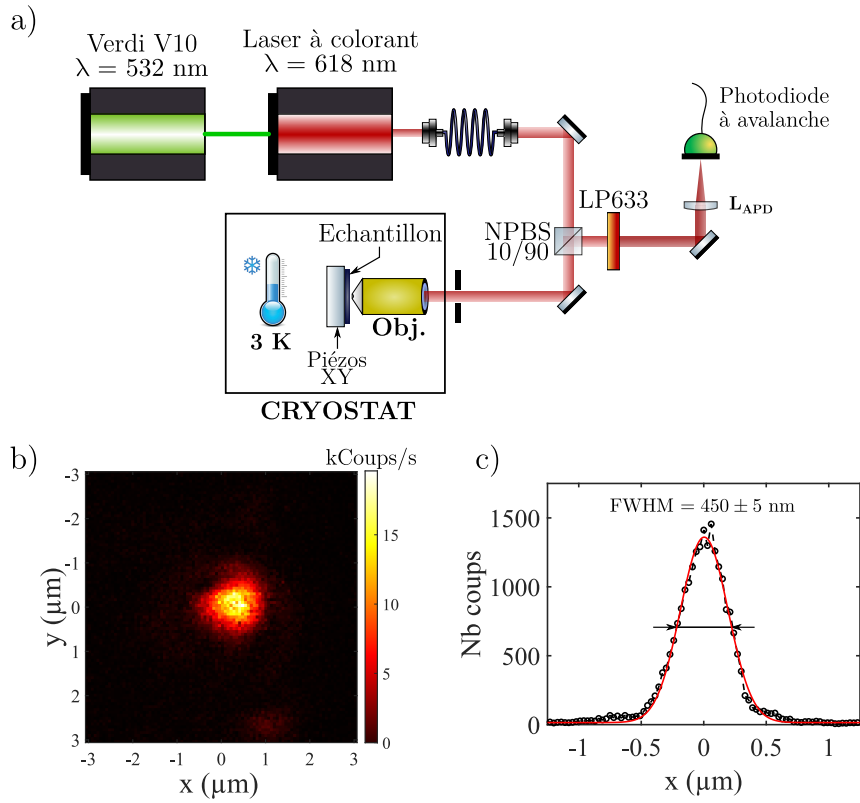 a)
Verdi V10
λ = 532 nm
Laser à colorant
λ = 618 nm
Photodiode
à avalanche
LP633
L_APD
NPBS
10/90
Echantillon
Obj.
3 K
Piézos
XY
CRYOSTAT
b)
kCoups/s
-3
-2
-1
0
1
2
3
y (µm)
-3 -2 -1 0 1 2 3
x (µm)
15
10
5
0
c)
FWHM = 450 ± 5 nm
1500
1000
500
0
Nb coups
-1 -0.5 0 0.5 1
x (µm)